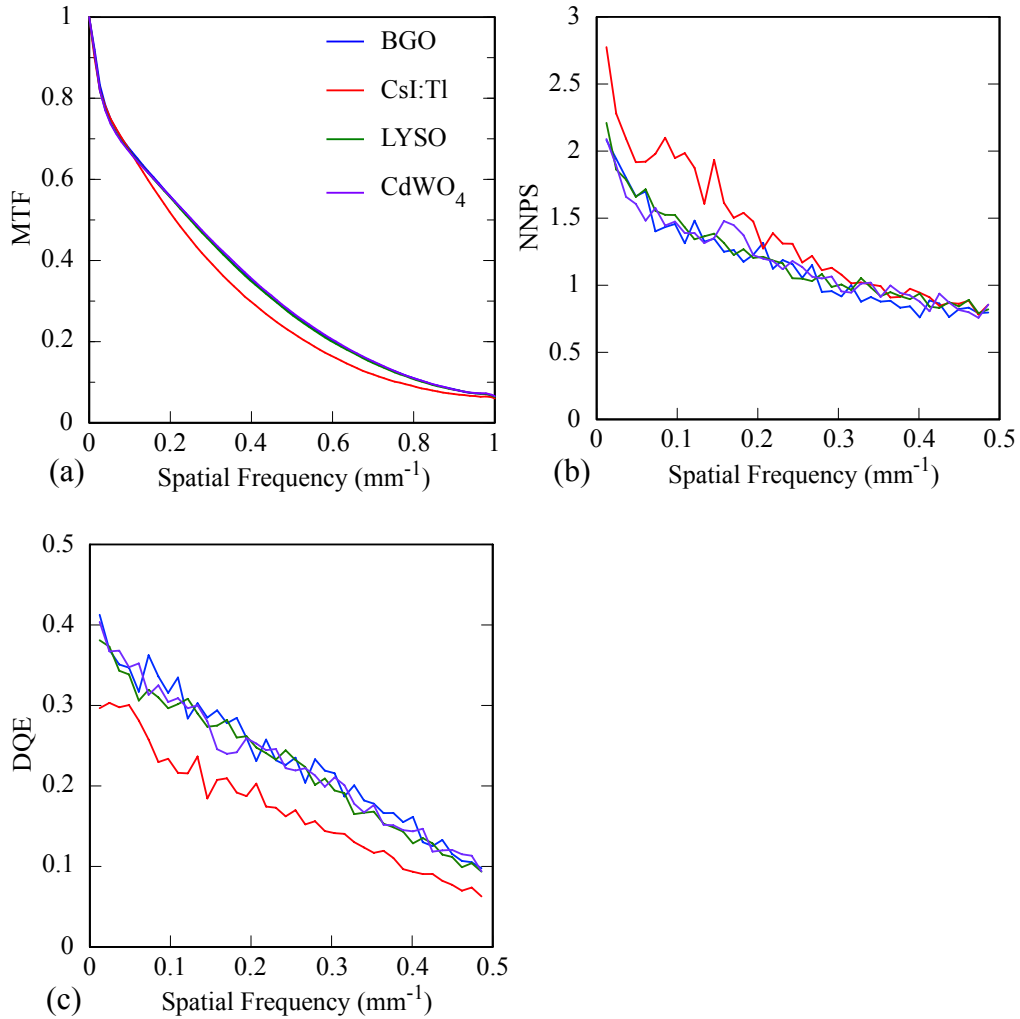 1
0.8
0.6
0.4
0.2
0
MTF
BGO
CsI:Tl
LYSO
CdWO4
0 0.2 0.4 0.6 0.8 1
(a) Spatial Frequency (mm-1)
3
2.5
2
1.5
1
0.5
0
NNPS
0 0.1 0.2 0.3 0.4 0.5
(b) Spatial Frequency (mm-1)
0.5
0.4
0.3
0.2
0.1
0
DQE
0 0.1 0.2 0.3 0.4 0.5
(c) Spatial Frequency (mm-1)